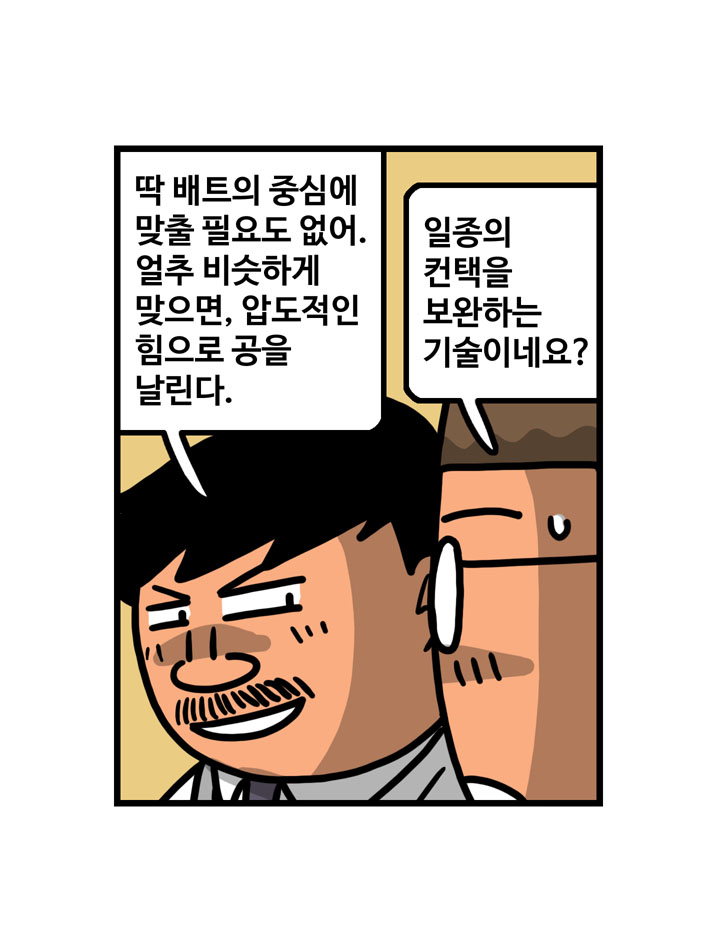 딱 배트의 중심에
맞출 필요도 없어.
얼추 비슷하게
맞으면, 압도적인
힘으로 공을
날린다.
일종의
컨택을
보완하는
기술이네요?